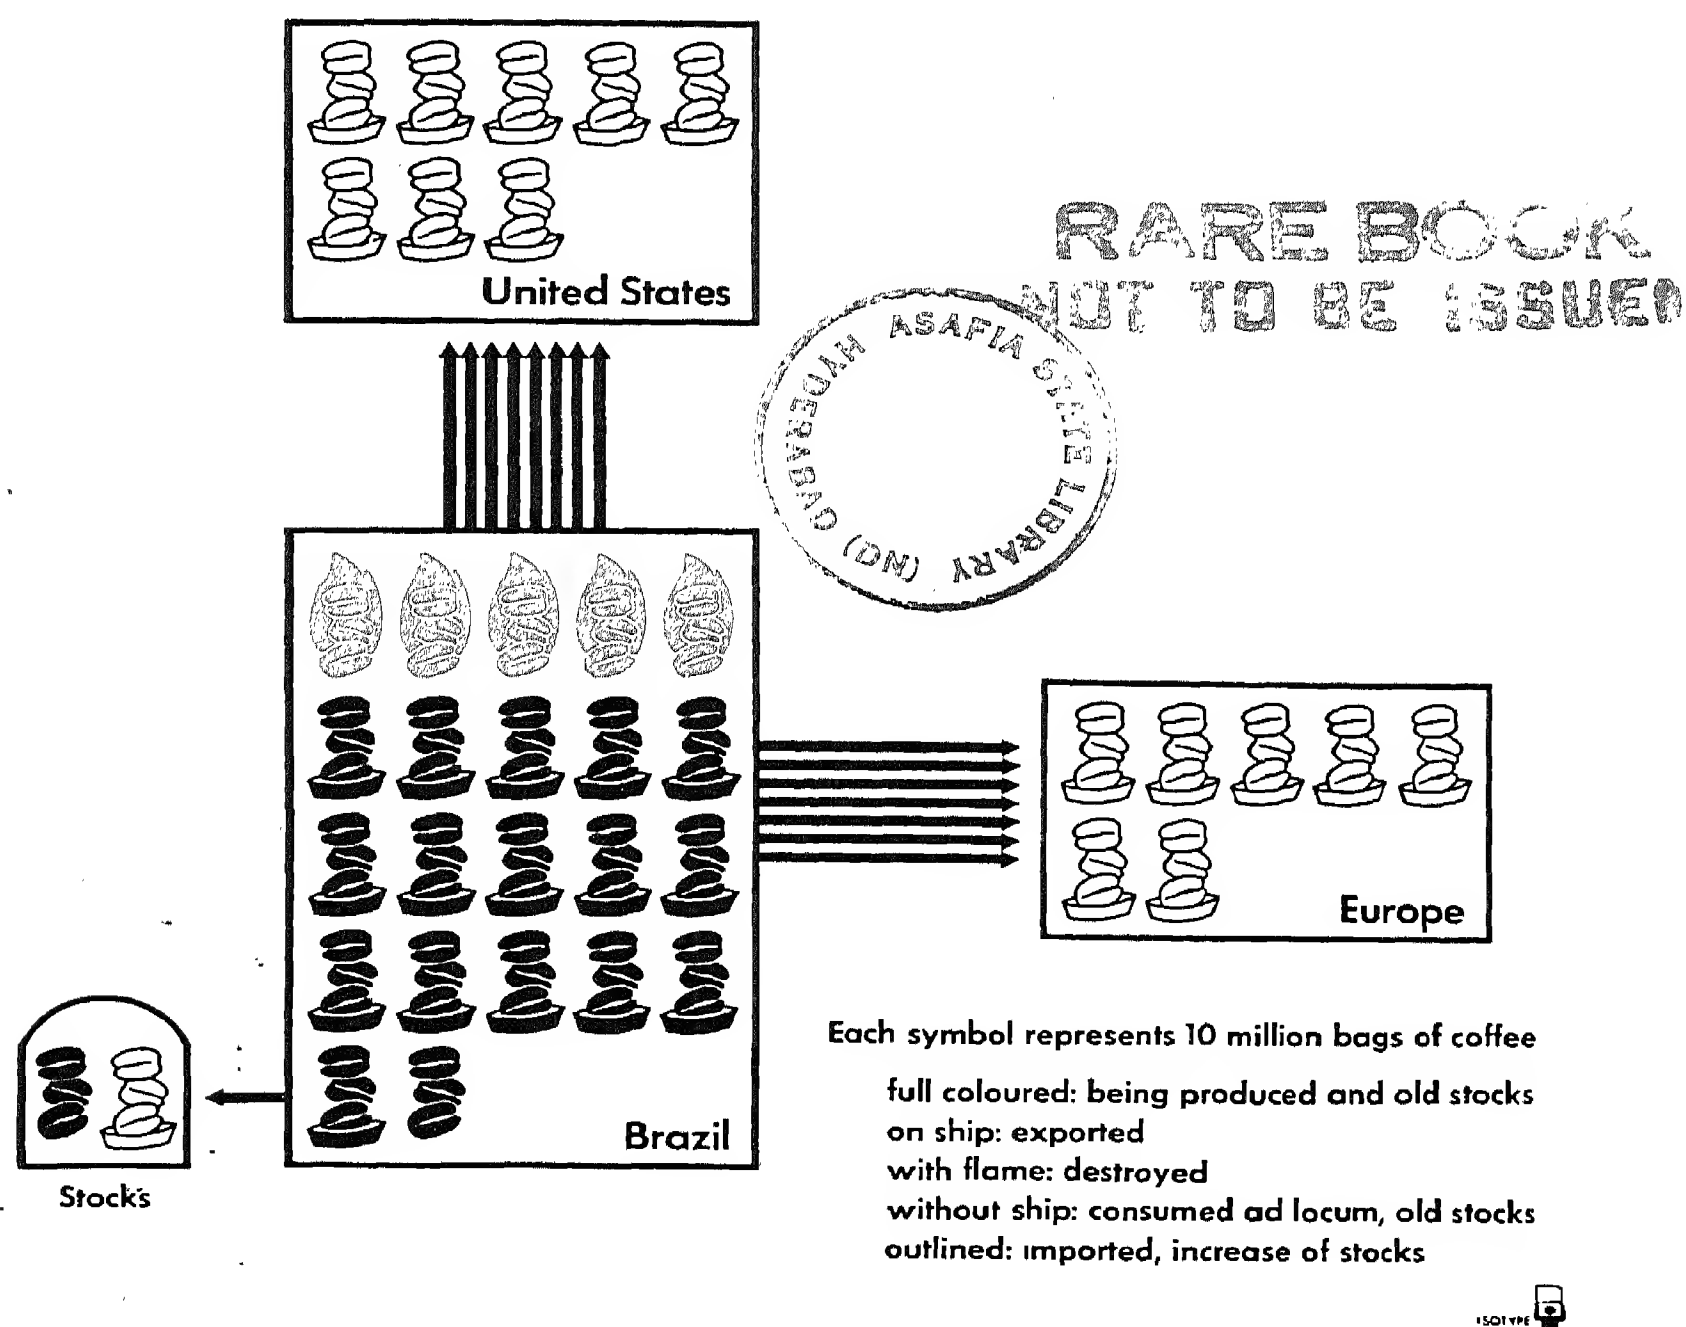 United States
RARE BOOK
NOT TO BE ISSUED
ASAFIA STETE LIBRARY (ND) HYDERABAD
Europe
Brazil
Stocks
Each symbol represents 10 million bags of coffee
full coloured: being produced and old stocks
on ship: exported
with flame: destroyed
without ship: consumed ad locum, old stocks
outlined: imported, increase of stocks
ISOTYPE